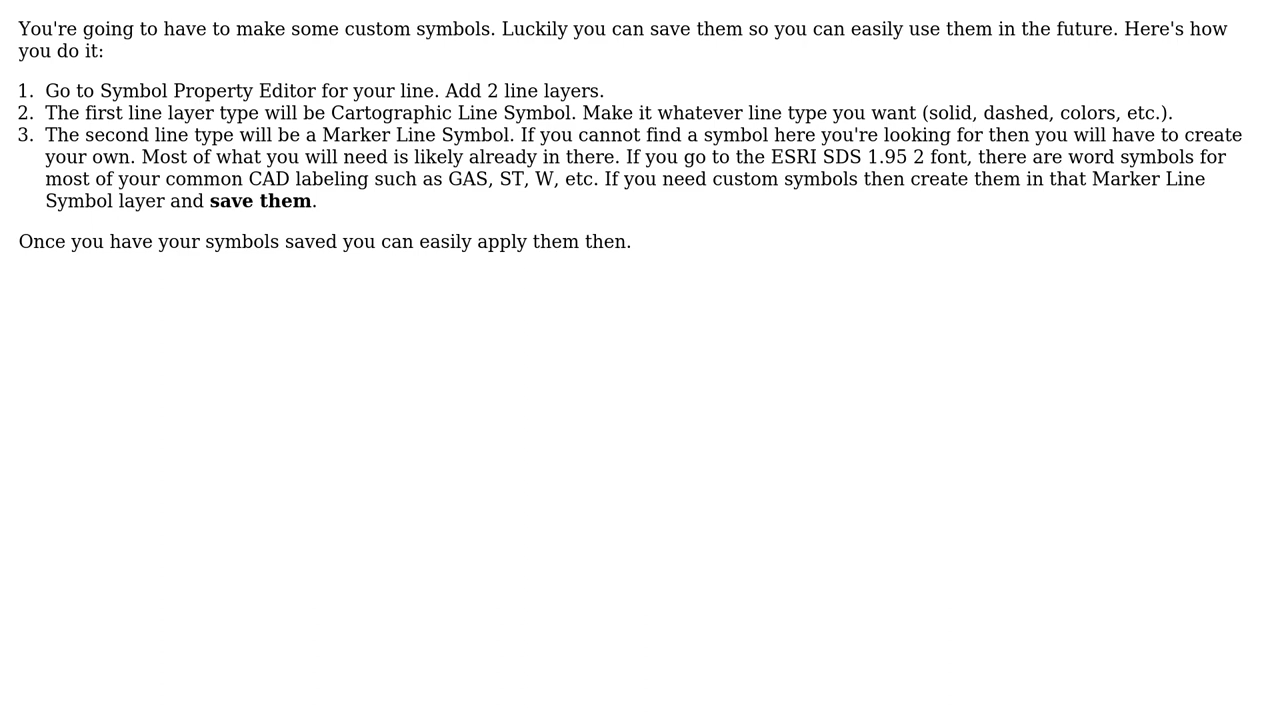 You're going to have to make some custom symbols. Luckily you can save them so you can easily use them in the future. Here's how
you do it:
1. Go to Symbol Property Editor for your line. Add 2 line layers.
2. The first line layer type will be Cartographic Line Symbol. Make it whatever line type you want (solid, dashed, colors, etc.).
3. The second line type will be a Marker Line Symbol. If you cannot find a symbol here you're looking for then you will have to create
your own. Most of what you will need is likely already in there. If you go to the ESRI SDS 1.95 2 font, there are word symbols for
most of your common CAD labeling such as GAS, ST, W, etc. If you need custom symbols then create them in that Marker Line
Symbol layer and save them.
Once you have your symbols saved you can easily apply them then.